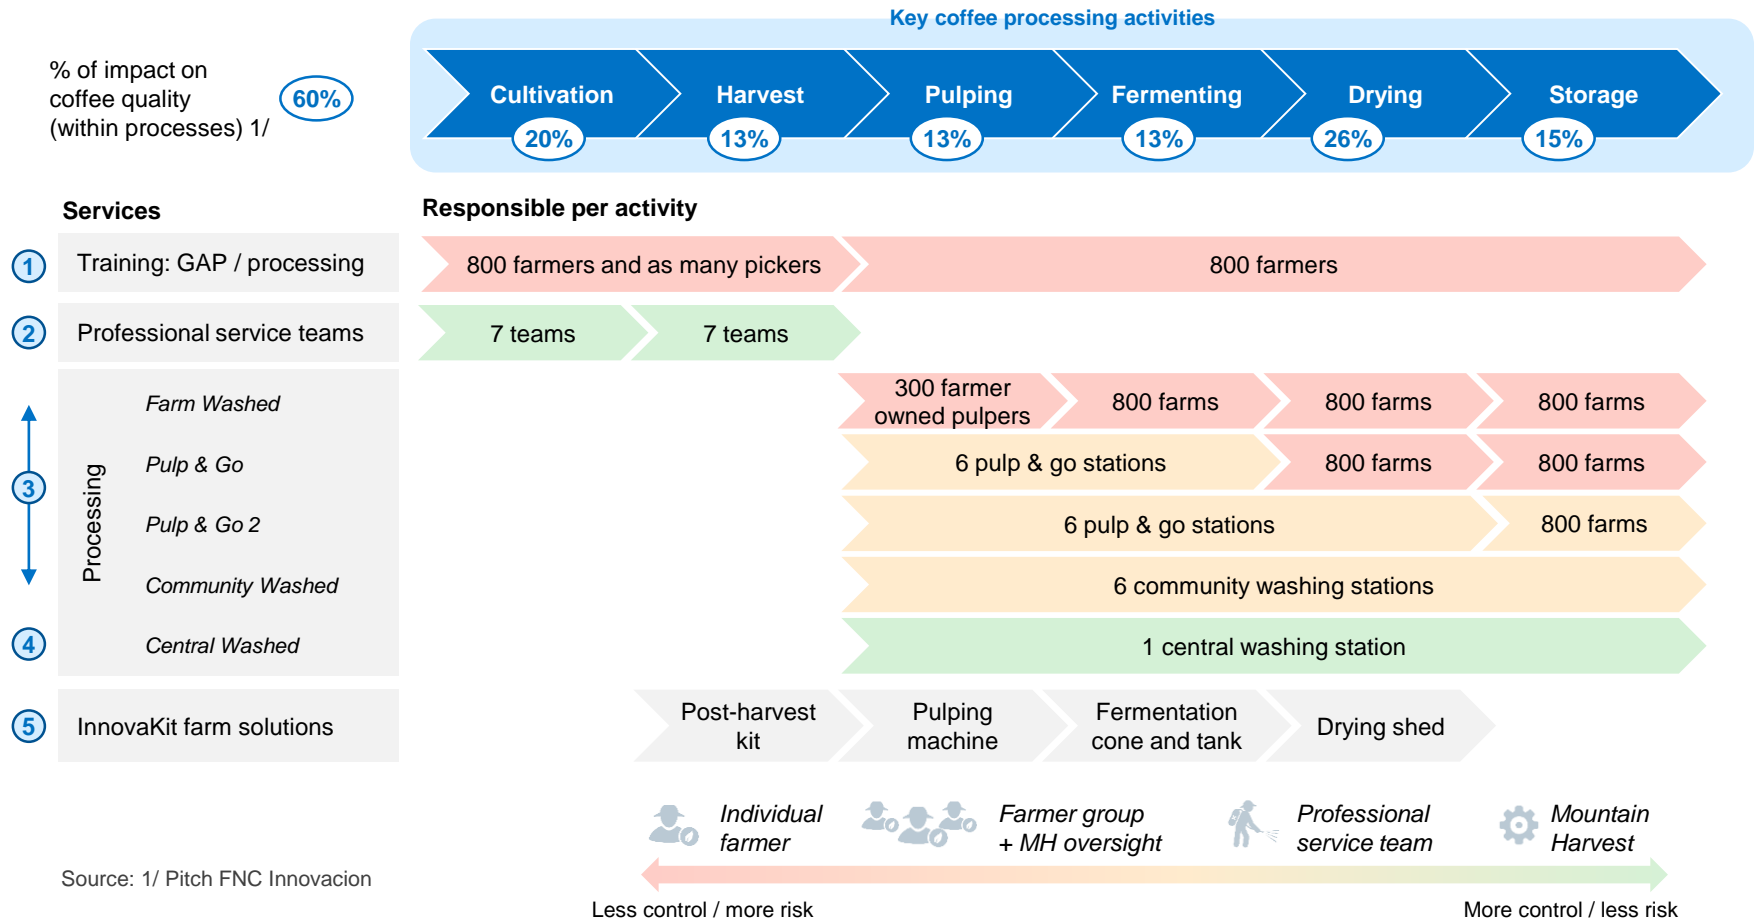 Key coffee processing activities
% of impact on
coffee quality
(within processes) 1/
60%
Cultivation
Harvest
Pulping
Fermenting
Drying
Storage
20%
13%
13%
13%
26%
15%
Services
Responsible per activity
1
Training: GAP / processing
800 farmers and as many pickers
800 farmers
2
Professional service teams
7 teams
7 teams
3
Processing
Farm Washed
300 farmer
owned pulpers
800 farms
800 farms
800 farms
Pulp & Go
6 pulp & go stations
800 farms
800 farms
Pulp & Go 2
6 pulp & go stations
800 farms
Community Washed
6 community washing stations
4
Central Washed
1 central washing station
5
InnovaKit farm solutions
Post-harvest
kit
Pulping
machine
Fermentation
cone and tank
Drying shed
Individual
farmer
Farmer group
+ MH oversight
Professional
service team
Mountain
Harvest
Source: 1/ Pitch FNC Innovacion
Less control / more risk
More control / less risk